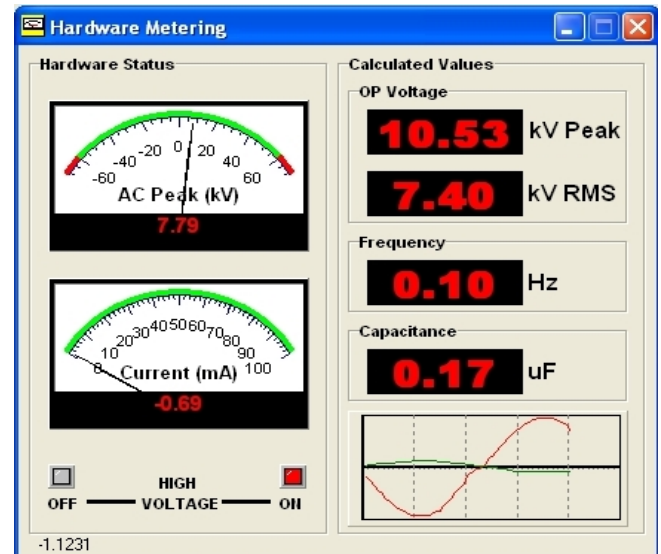 Hardware Metering
Hardware Status
-60 -40 -20 0 20 40 60
AC Peak (kV)
7.79
0 10 20 30 40 50 60 70 80 90 100
Current (mA)
-0.69
HIGH
OFF VOLTAGE ON
Calculated Values
OP Voltage
10.53 kV Peak
7.40 kV RMS
Frequency
0.10 Hz
Capacitance
0.17 uF
-1.1231